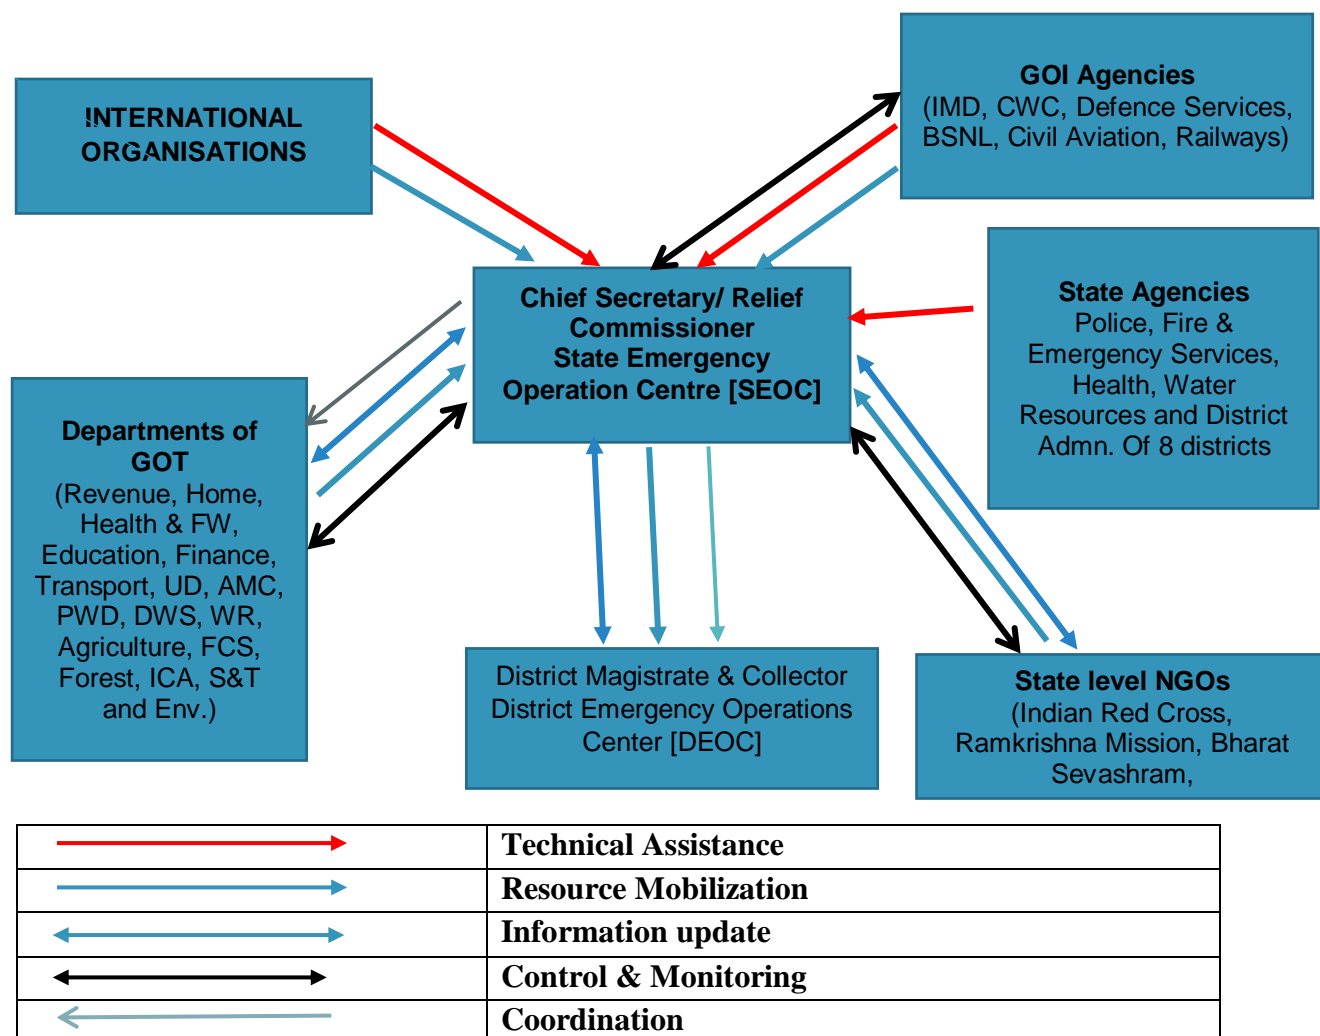 INTERNATIONAL
ORGANISATIONS
GOI Agencies
(IMD, CWC, Defence Services,
BSNL, Civil Aviation, Railways)
Chief Secretary/ Relief
Commissioner
State Emergency
Operation Centre [SEOC]
State Agencies
Police, Fire &
Emergency Services,
Health, Water
Resources and District
Admn. Of 8 districts
Departments of
GOT
(Revenue, Home,
Health & FW,
Education, Finance,
Transport, UD, AMC,
PWD, DWS, WR,
Agriculture, FCS,
Forest, ICA, S&T
and Env.)
District Magistrate & Collector
District Emergency Operations
Center [DEOC]
State level NGOs
(Indian Red Cross,
Ramkrishna Mission, Bharat
Sevashram,
Technical Assistance
Resource Mobilization
Information update
Control & Monitoring
Coordination